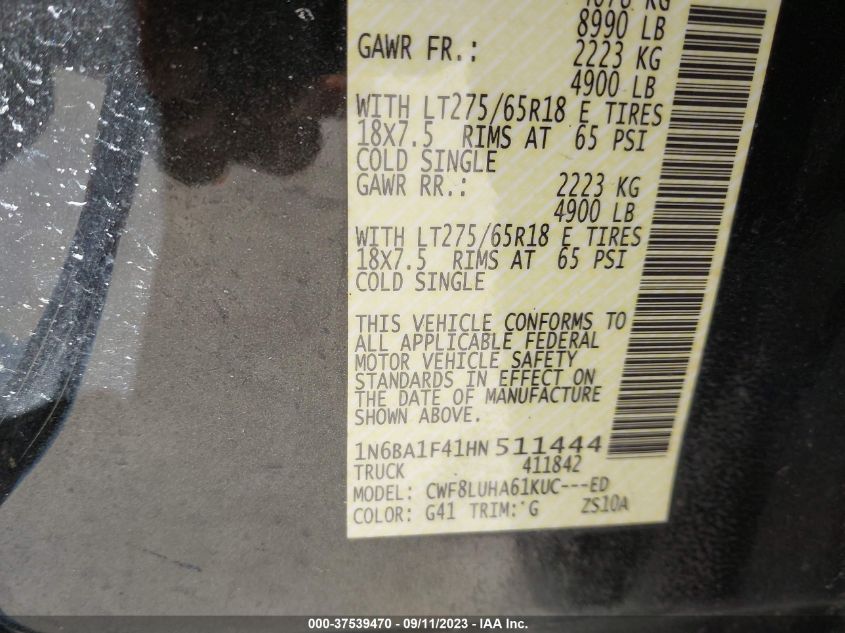 8990 LB
GAWR FR.: 2223 KG
4900 LB
WITH LT275/65R18 E TIRES
18X7.5 RIMS AT 65 PSI
COLD SINGLE
GAWR RR.: 2223 KG
4900 LB
WITH LT275/65R18 E TIRES
18X7.5 RIMS AT 65 PSI
COLD SINGLE
THIS VEHICLE CONFORMS TO
ALL APPLICABLE FEDERAL
MOTOR VEHICLE SAFETY
STANDARDS IN EFFECT ON
THE DATE OF MANUFACTURE
SHOWN ABOVE.
1N6BA1F41HN511444
TRUCK 411842
MODEL: CWF8LUHA61KUC---ED
COLOR: G41 TRIM: G ZS10A
000-37539470 - 09/11/2023 - IAA Inc.